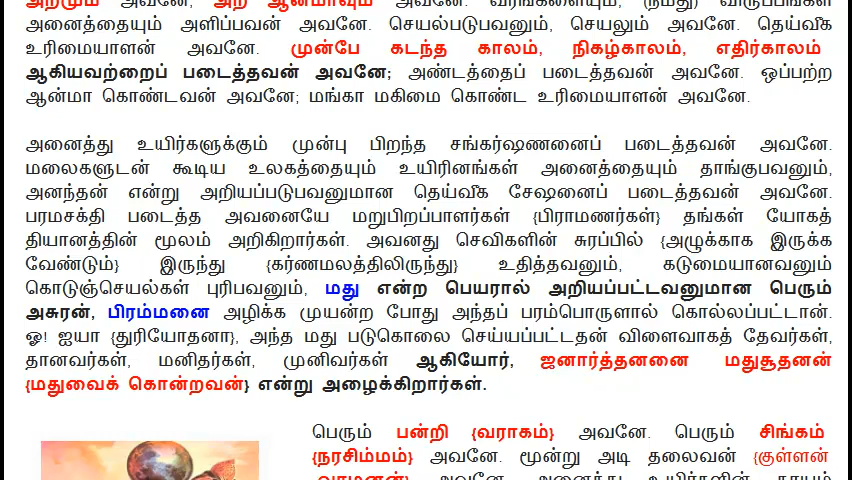 அறமும் அவனே, அற ஆன்மாவும் அவனே. வரங்களையும், (நமது) விருப்பங்கள்
அனைத்தையும் அளிப்பவன் அவனே. செயல்படுபவனும், செயலும் அவனே. தெய்வீக
உரிமையாளன் அவனே. முன்பே கடந்த காலம், நிகழ்காலம், எதிர்காலம்
ஆகியவற்றைப் படைத்தவன் அவனே; அண்டத்தைப் படைத்தவன் அவனே. ஒப்பற்ற
ஆன்மா கொண்டவன் அவனே; மங்கா மகிமை கொண்ட உரிமையாளன் அவனே.
அனைத்து உயிர்களுக்கும் முன்பு பிறந்த சங்கர்ஷணனைப் படைத்தவன் அவனே.
மலைகளுடன் கூடிய உலகத்தையும் உயிரினங்கள் அனைத்தையும் தாங்குபவனும்,
அனந்தன் என்று அறியப்படுபவனுமான தெய்வீக சேஷனைப் படைத்தவன் அவனே.
பரமசக்தி படைத்த அவனையே மறுபிறப்பாளர்கள் {பிராமணர்கள்} தங்கள் யோகத்
தியானத்தின் மூலம் அறிகிறார்கள். அவனது செவிகளின் சுரப்பில் {அழுக்காக இருக்க
வேண்டும்} இருந்து {கர்ணமலத்திலிருந்து} உதித்தவனும், கடுமையானவனும்
கொடுஞ்செயல்கள் புரிபவனும், மது என்ற பெயரால் அறியப்பட்டவனுமான பெரும்
அசுரன், பிரம்மனை அழிக்க முயன்ற போது அந்தப் பரம்பொருளால் கொல்லப்பட்டான்.
ஓ! ஐயா {துரியோதனா}, அந்த மது படுகொலை செய்யப்பட்டதன் விளைவாகத் தேவர்கள்,
தானவர்கள், மனிதர்கள், முனிவர்கள் ஆகியோர், ஜனார்த்தனனை மதுசூதனன்
{மதுவைக் கொன்றவன்} என்று அழைக்கிறார்கள்.
பெரும் பன்றி {வராகம்} அவனே. பெரும் சிங்கம்
{நரசிம்மம்} அவனே. மூன்று அடி தலைவன் {குள்ளன்
வாமனன்} அவனே. அனைத்து உயிர்களின் தாயும்